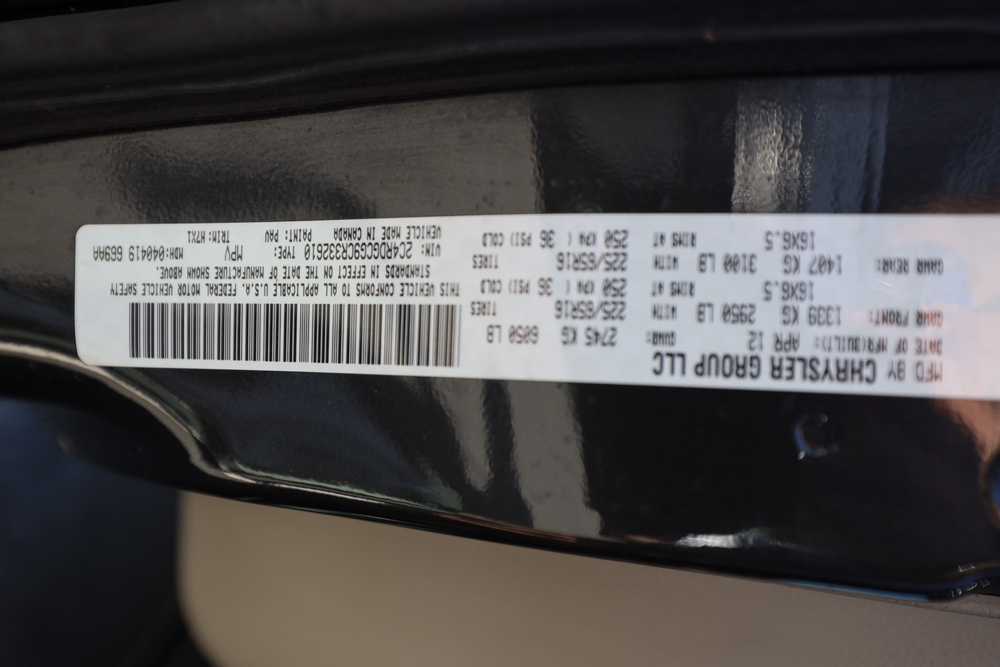 MFD BY CHRYSLER GROUP LLC
DATE OF MFR(BUILD): APR 12 GVWR: 2745 KG 6050 LB
TIRES
GAWR FRONT: 1339 KG 2950 LB WITH 225/65R16
16X6.5 RIMS AT 250 KPA ( 36 PSI) COLD
TIRES
GAWR REAR: 1407 KG 3100 LB WITH 225/65R16
16X6.5 RIMS AT 250 KPA ( 36 PSI) COLD
THIS VEHICLE CONFORMS TO ALL APPLICABLE U.S.A. FEDERAL MOTOR VEHICLE SAFETY
STANDARDS IN EFFECT ON THE DATE OF MANUFACTURE SHOWN ABOVE.
VIN: 2C4RDGCG9CR332610 TYPE: MPV MDH: 040419 669AA
VEHICLE MADE IN CANADA PAINT: PAU TRIM: H7X1